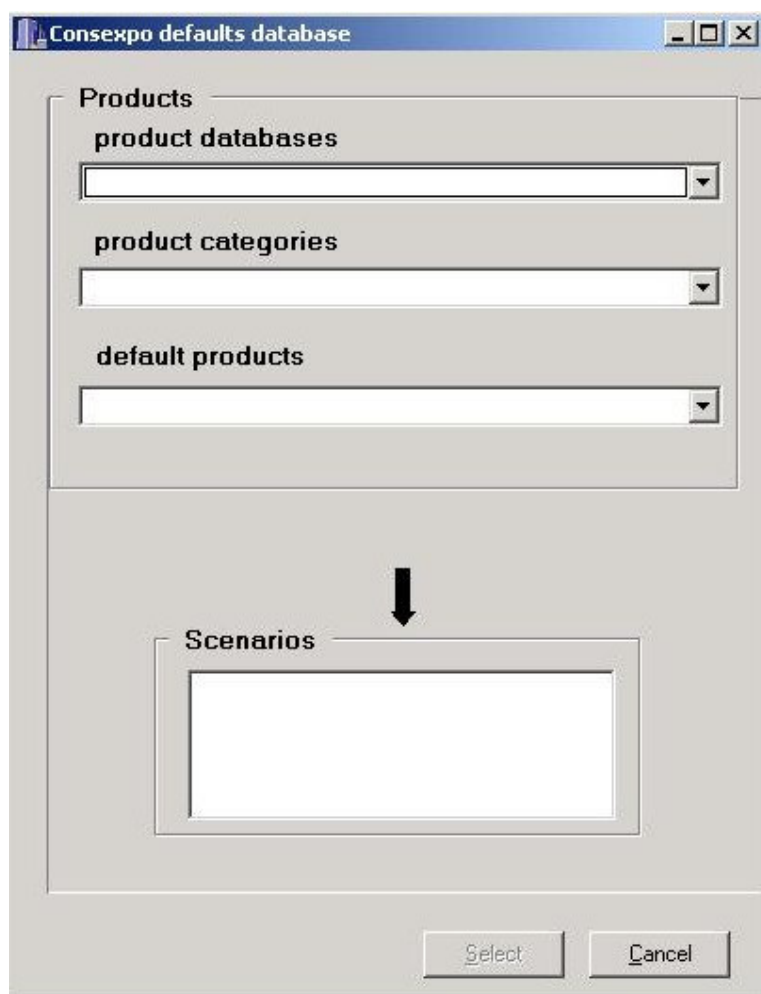 Consexpo defaults database
Products
product databases
product categories
default products
Scenarios
Select
Cancel